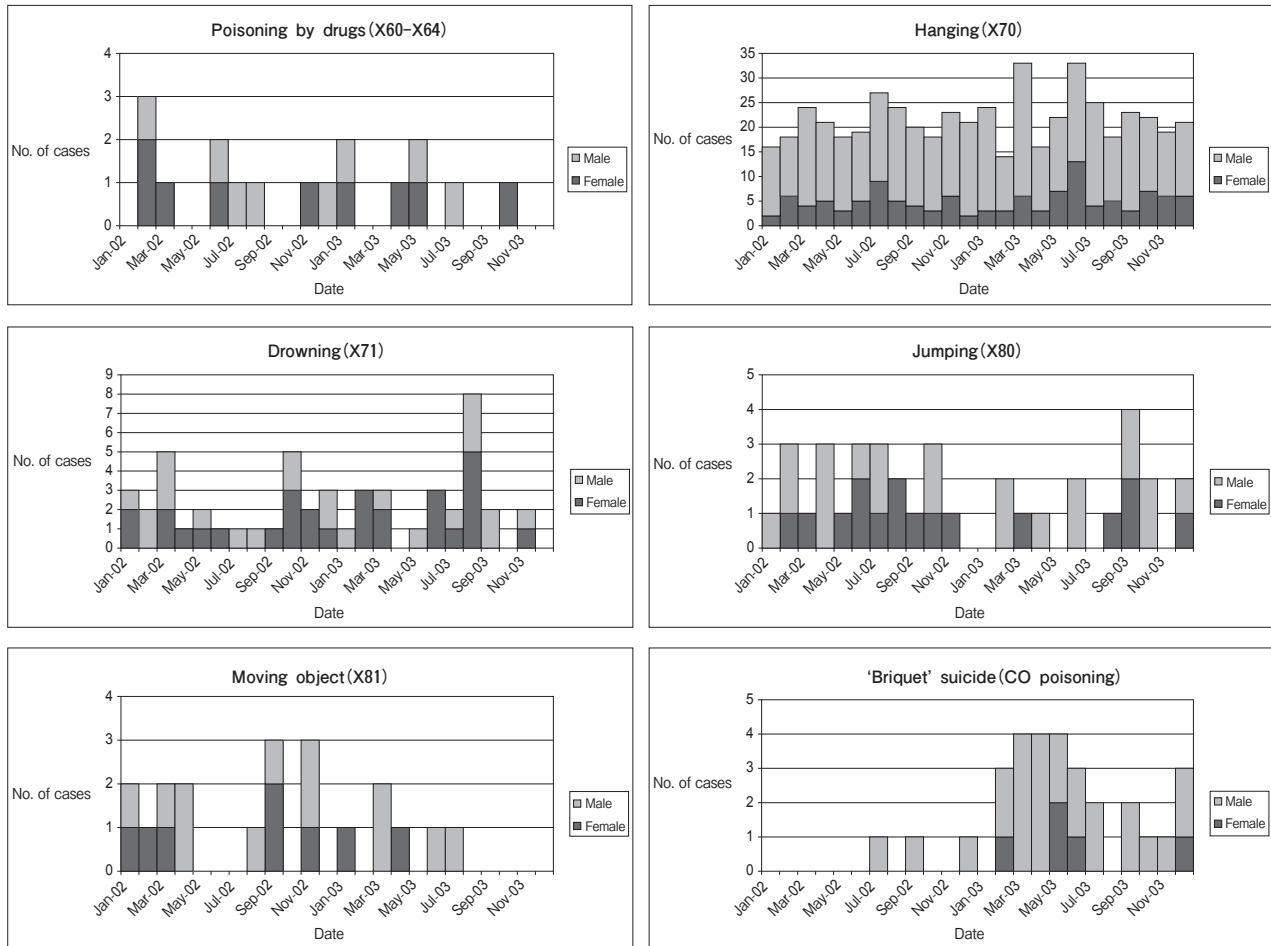 Poisoning by drugs(X60-X64)
4
3
2
1
0
No. of cases
Jan-02
Mar-02
May-02
Jul-02
Sep-02
Nov-02
Jan-03
Mar-03
May-03
Jul-03
Sep-03
Nov-03
Date
Male
Female
Hanging(X70)
35
30
25
20
15
10
5
0
No. of cases
Jan-02
Mar-02
May-02
Jul-02
Sep-02
Nov-02
Jan-03
Mar-03
May-03
Jul-03
Sep-03
Nov-03
Date
Male
Female
Drowning(X71)
9
8
7
6
5
4
3
2
1
0
No. of cases
Jan-02
Mar-02
May-02
Jul-02
Sep-02
Nov-02
Jan-03
Mar-03
May-03
Jul-03
Sep-03
Nov-03
Date
Male
Female
Jumping(X80)
5
4
3
2
1
0
No. of cases
Jan-02
Mar-02
May-02
Jul-02
Sep-02
Nov-02
Jan-03
Mar-03
May-03
Jul-03
Sep-03
Nov-03
Date
Male
Female
Moving object(X81)
4
3
2
1
0
No. of cases
Jan-02
Mar-02
May-02
Jul-02
Sep-02
Nov-02
Jan-03
Mar-03
May-03
Jul-03
Sep-03
Nov-03
Date
Male
Female
'Briquet' suicide(CO poisoning)
5
4
3
2
1
0
No. of cases
Jan-02
Mar-02
May-02
Jul-02
Sep-02
Nov-02
Jan-03
Mar-03
May-03
Jul-03
Sep-03
Nov-03
Date
Male
Female